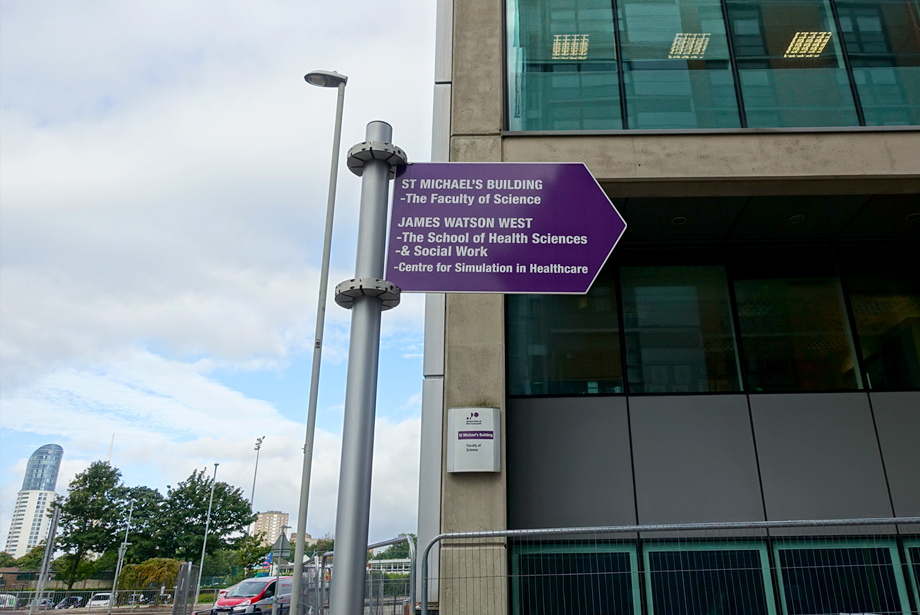 ST MICHAEL'S BUILDING
-The Faculty of Science
JAMES WATSON WEST
-The School of Health Sciences
-& Social Work
-Centre for Simulation in Healthcare
St Michael's Building
Faculty of
Science